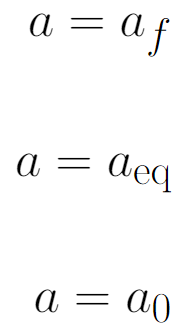 a = a_f
a = a_eq
a = a_0